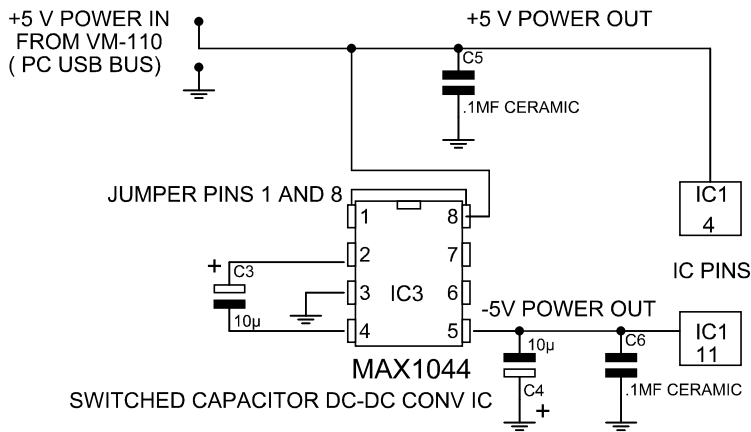 +5 V POWER IN
FROM VM-110
( PC USB BUS)
+5 V POWER OUT
C5
.1MF CERAMIC
JUMPER PINS 1 AND 8
IC1
4
1
8
2
7
+
C3
IC PINS
3
IC3
6
10µ
4
5
-5V POWER OUT
IC1
11
10µ
C6
MAX1044
C4
.1MF CERAMIC
SWITCHED CAPACITOR DC-DC CONV IC
+